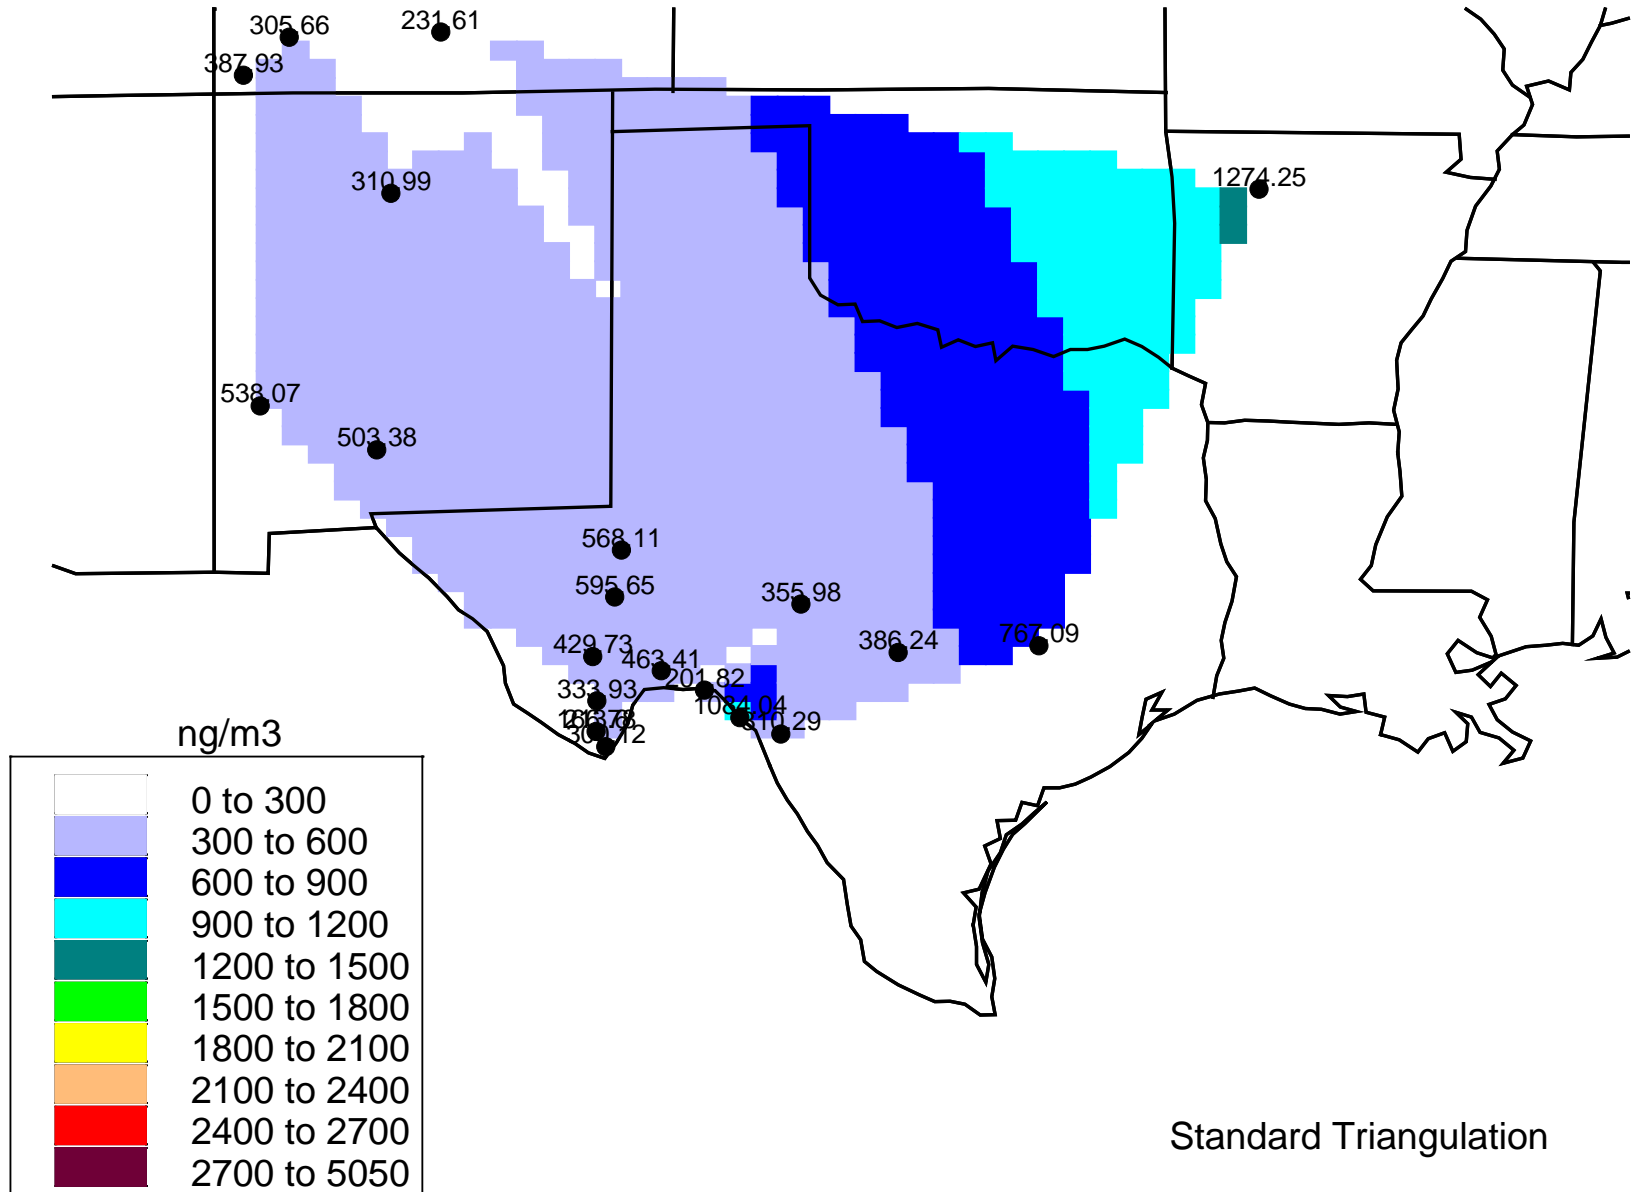 305.66
231.61
387.93
310.99
1274.25
538.07
503.38
568.11
595.65
355.98
429.73
463.41
386.24
767.09
201.82
333.93
1084.04
ng/m3
0 to 300
300 to 600
600 to 900
900 to 1200
1200 to 1500
1500 to 1800
1800 to 2100
2100 to 2400
2400 to 2700
2700 to 5050
Standard Triangulation